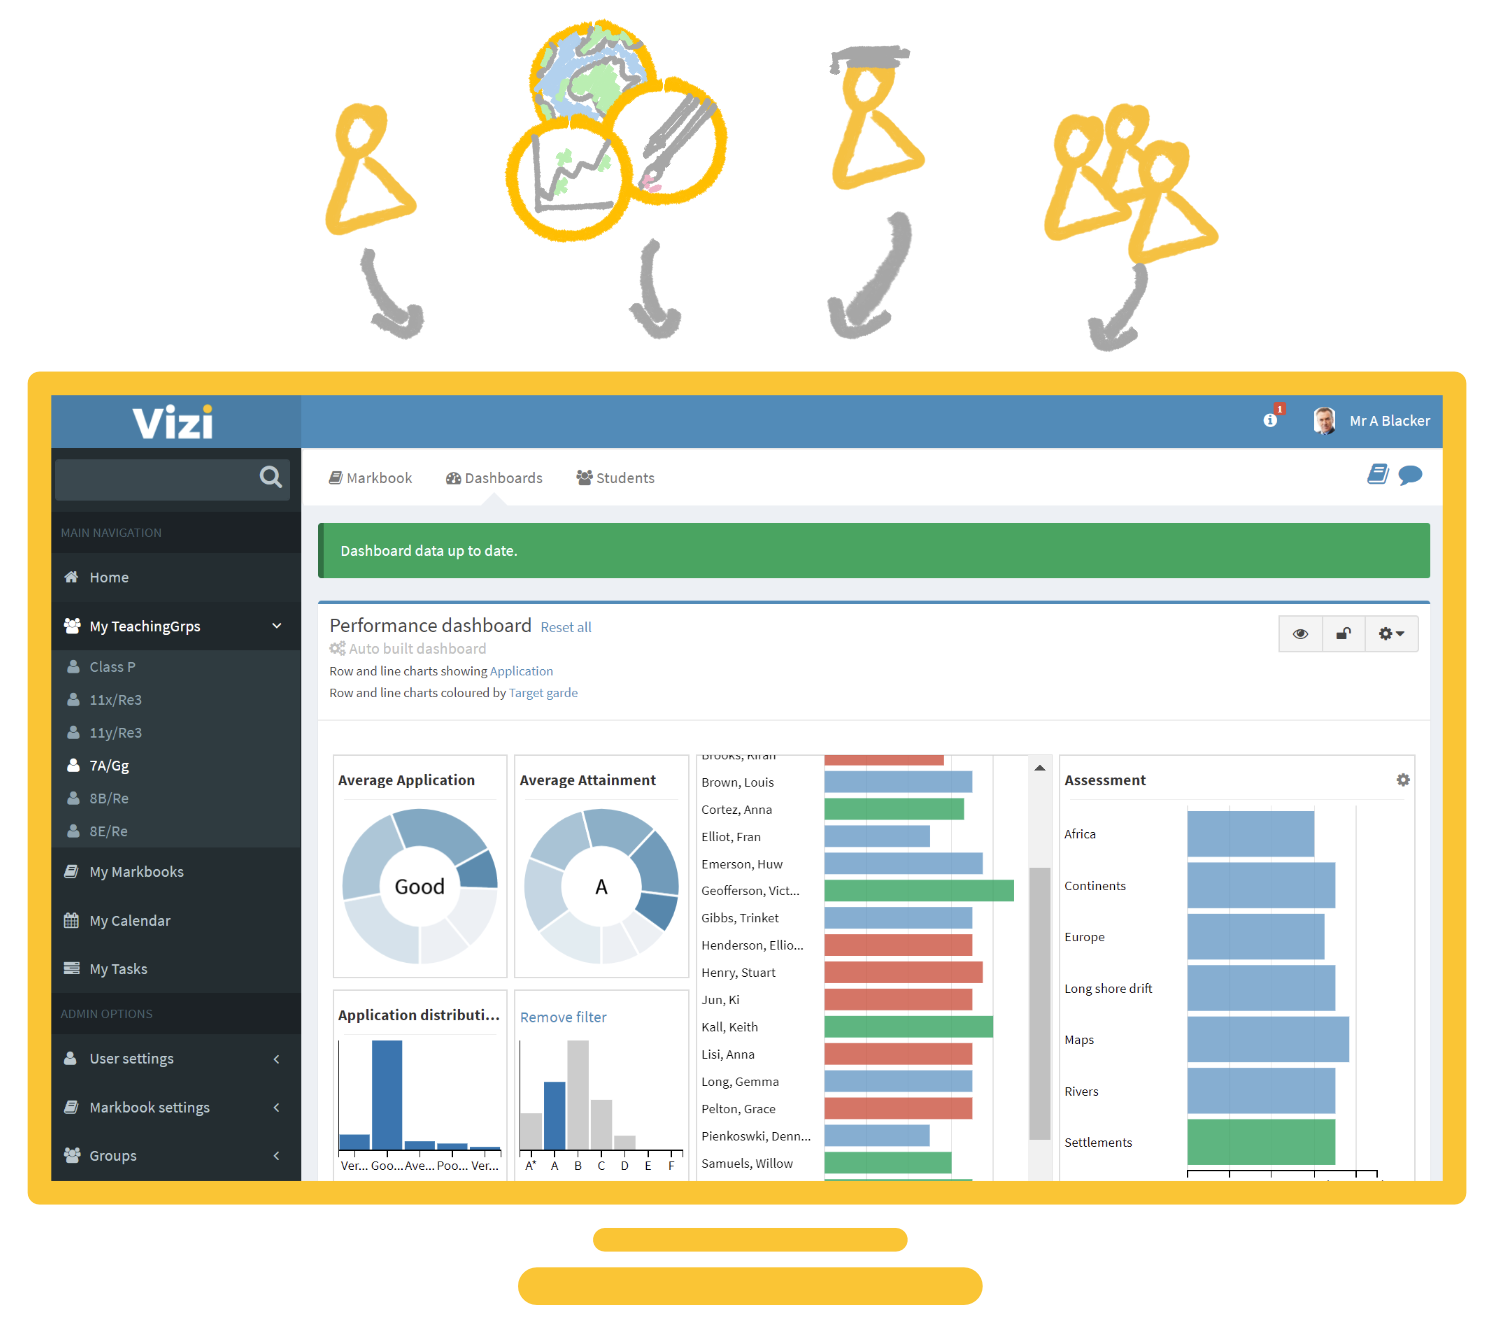 Vizi
1
Mr A Blacker
Markbook
Dashboards
Students
MAIN NAVIGATION
Home
My TeachingGrps
Class P
11x/Re3
11y/Re3
7A/Gg
8B/Re
8E/Re
My Markbooks
My Calendar
My Tasks
ADMIN OPTIONS
User settings
Markbook settings
Groups
Dashboard data up to date.
Performance dashboard Reset all
Auto built dashboard
Row and line charts showing Application
Row and line charts coloured by Target garde
Average Application
Good
Average Attainment
A
Application distributi...
Ver... Goo... Ave... Poo... Ver...
Remove filter
A* A B C D E F
Brooks, Kiran
Brown, Louis
Cortez, Anna
Elliot, Fran
Emerson, Huw
Geofferson, Vict...
Gibbs, Trinket
Henderson, Ellio...
Henry, Stuart
Jun, Ki
Kall, Keith
Lisi, Anna
Long, Gemma
Pelton, Grace
Pienkoswki, Denn...
Samuels, Willow
Assessment
Africa
Continents
Europe
Long shore drift
Maps
Rivers
Settlements